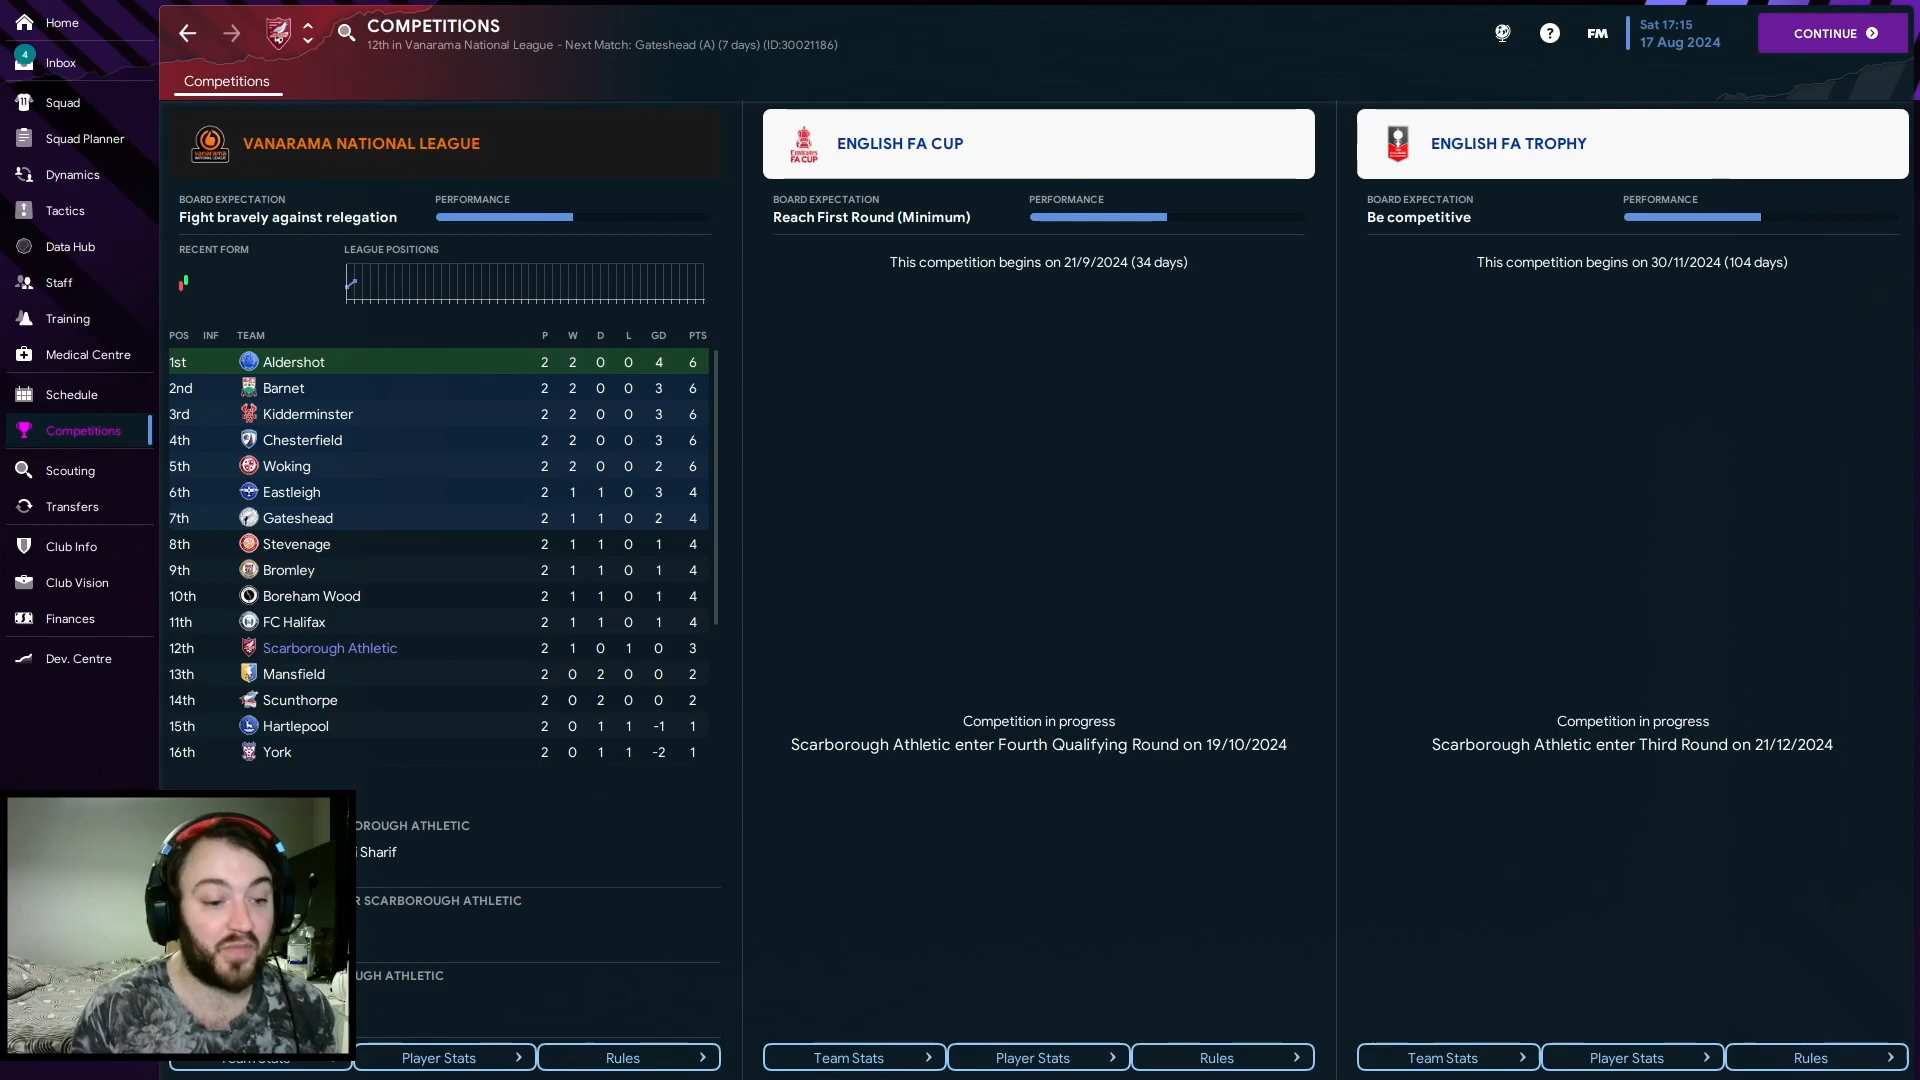 Home
4
Inbox
Squad
Squad Planner
Dynamics
Tactics
Data Hub
Staff
Training
Medical Centre
Schedule
Competitions
Scouting
Transfers
Club Info
Club Vision
Finances
Dev. Centre
COMPETITIONS
12th in Vanarama National League - Next Match: Gateshead (A) (7 days) (ID:30021186)
FM
Sat 17:15
17 Aug 2024
CONTINUE
Competitions
VANARAMA NATIONAL LEAGUE
BOARD EXPECTATION PERFORMANCE
Fight bravely against relegation
RECENT FORM LEAGUE POSITIONS
POS INF TEAM P W D L GD PTS
1st Aldershot 2 2 0 0 4 6
2nd Barnet 2 2 0 0 3 6
3rd Kidderminster 2 2 0 0 3 6
4th Chesterfield 2 2 0 0 3 6
5th Woking 2 2 0 0 2 6
6th Eastleigh 2 1 1 0 3 4
7th Gateshead 2 1 1 0 2 4
8th Stevenage 2 1 1 0 1 4
9th Bromley 2 1 1 0 1 4
10th Boreham Wood 2 1 1 0 1 4
11th FC Halifax 2 1 1 0 1 4
12th Scarborough Athletic 2 1 0 1 0 3
13th Mansfield 2 0 2 0 0 2
14th Scunthorpe 2 0 2 0 0 2
15th Hartlepool 2 0 1 1 -1 1
16th York 2 0 1 1 -2 1
OROUGH ATHLETIC
i Sharif
R SCARBOROUGH ATHLETIC
UGH ATHLETIC
Player Stats Rules
Emirates FA CUP
ENGLISH FA CUP
BOARD EXPECTATION PERFORMANCE
Reach First Round (Minimum)
This competition begins on 21/9/2024 (34 days)
Competition in progress
Scarborough Athletic enter Fourth Qualifying Round on 19/10/2024
Team Stats Player Stats Rules
ENGLISH FA TROPHY
BOARD EXPECTATION PERFORMANCE
Be competitive
This competition begins on 30/11/2024 (104 days)
Competition in progress
Scarborough Athletic enter Third Round on 21/12/2024
Team Stats Player Stats Rules